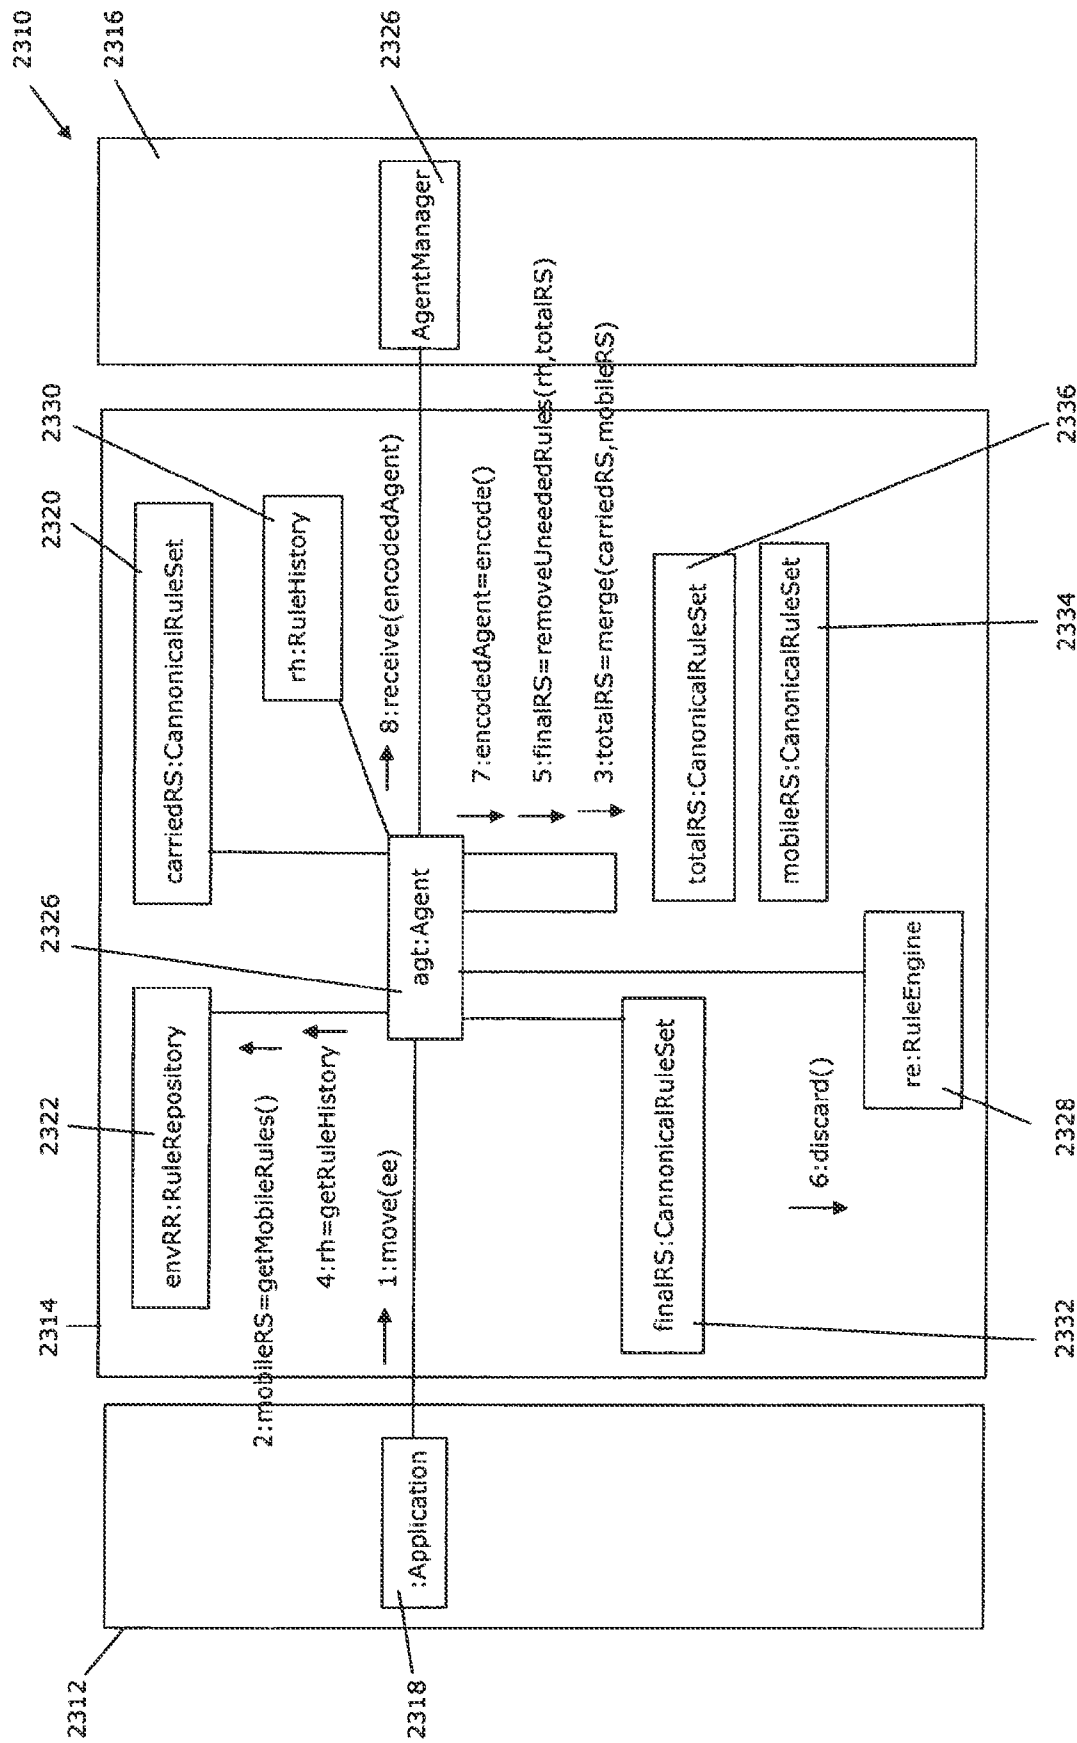 2310
2316
2326
AgentManager
2320
2330
carriedRS:CannonicalRuleSet
rh:RuleHistory
8:receive(encodedAgent)
7:encodedAgent=encode()
5:finalRS=removeUneededRules(rh,totalRS)
3:totalRS=merge(carriedRS,mobileRS)
totalRS:CanonicalRuleSet
mobileRS:CanonicalRuleSet
2336
2334
2326
agt:Agent
2314
2322
envRR:RuleRepository
2:mobileRS=getMobileRules()
4:rh=getRuleHistory
1:move(ee)
finalRS:CannonicalRuleSet
6:discard()
re:RuleEngine
2328
2332
2312
:Application
2318